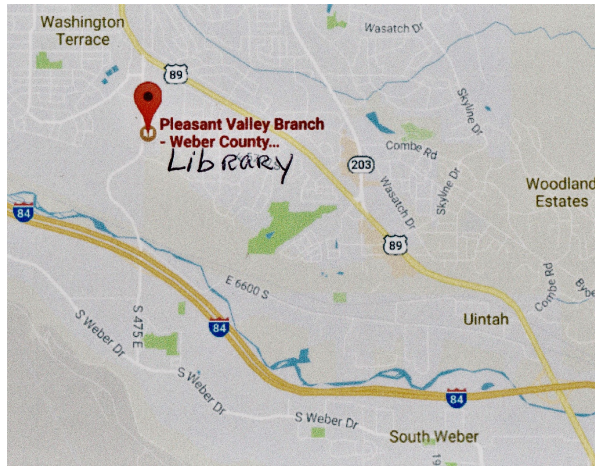 Washington
Terrace
Wasatch Dr
89
Skyline Dr
Pleasant Valley Branch
- Weber County...
Library
Combe Rd
203
Wasatch Dr
Skyline Dr
Woodland
Estates
84
89
E 6600 S
Combe Rd
Bybe
S 475 E
Uintah
84
S Weber Dr
S Weber Dr
84
S Weber Dr
South Weber
19